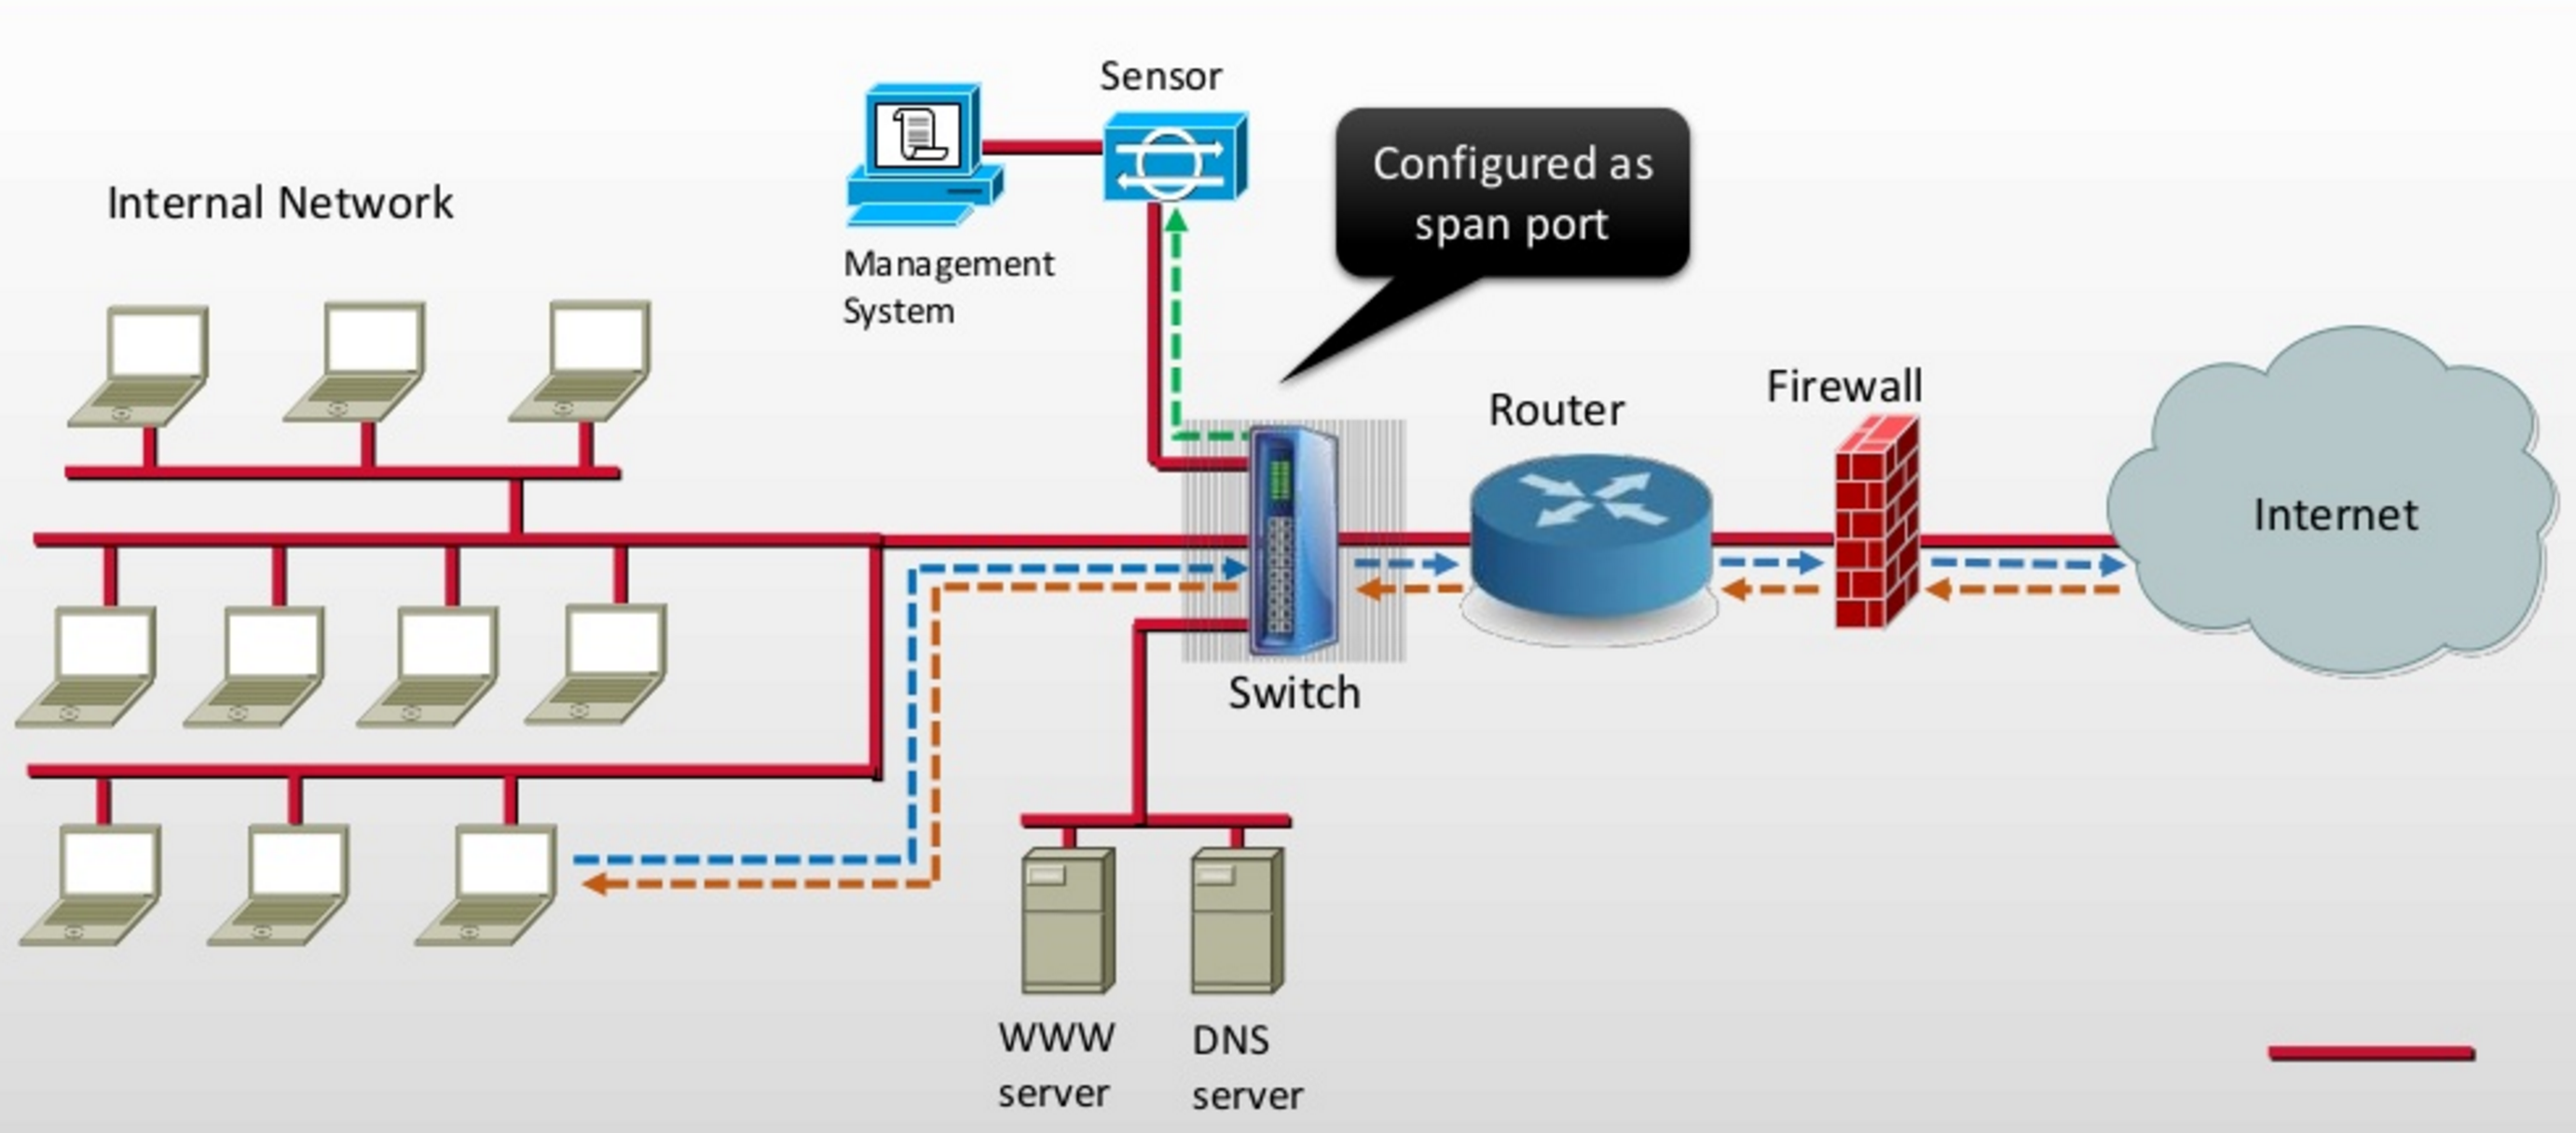 Sensor
Configured as
span port
Internal Network
Management
System
Router
Firewall
Internet
Switch
WWW
server
DNS
server